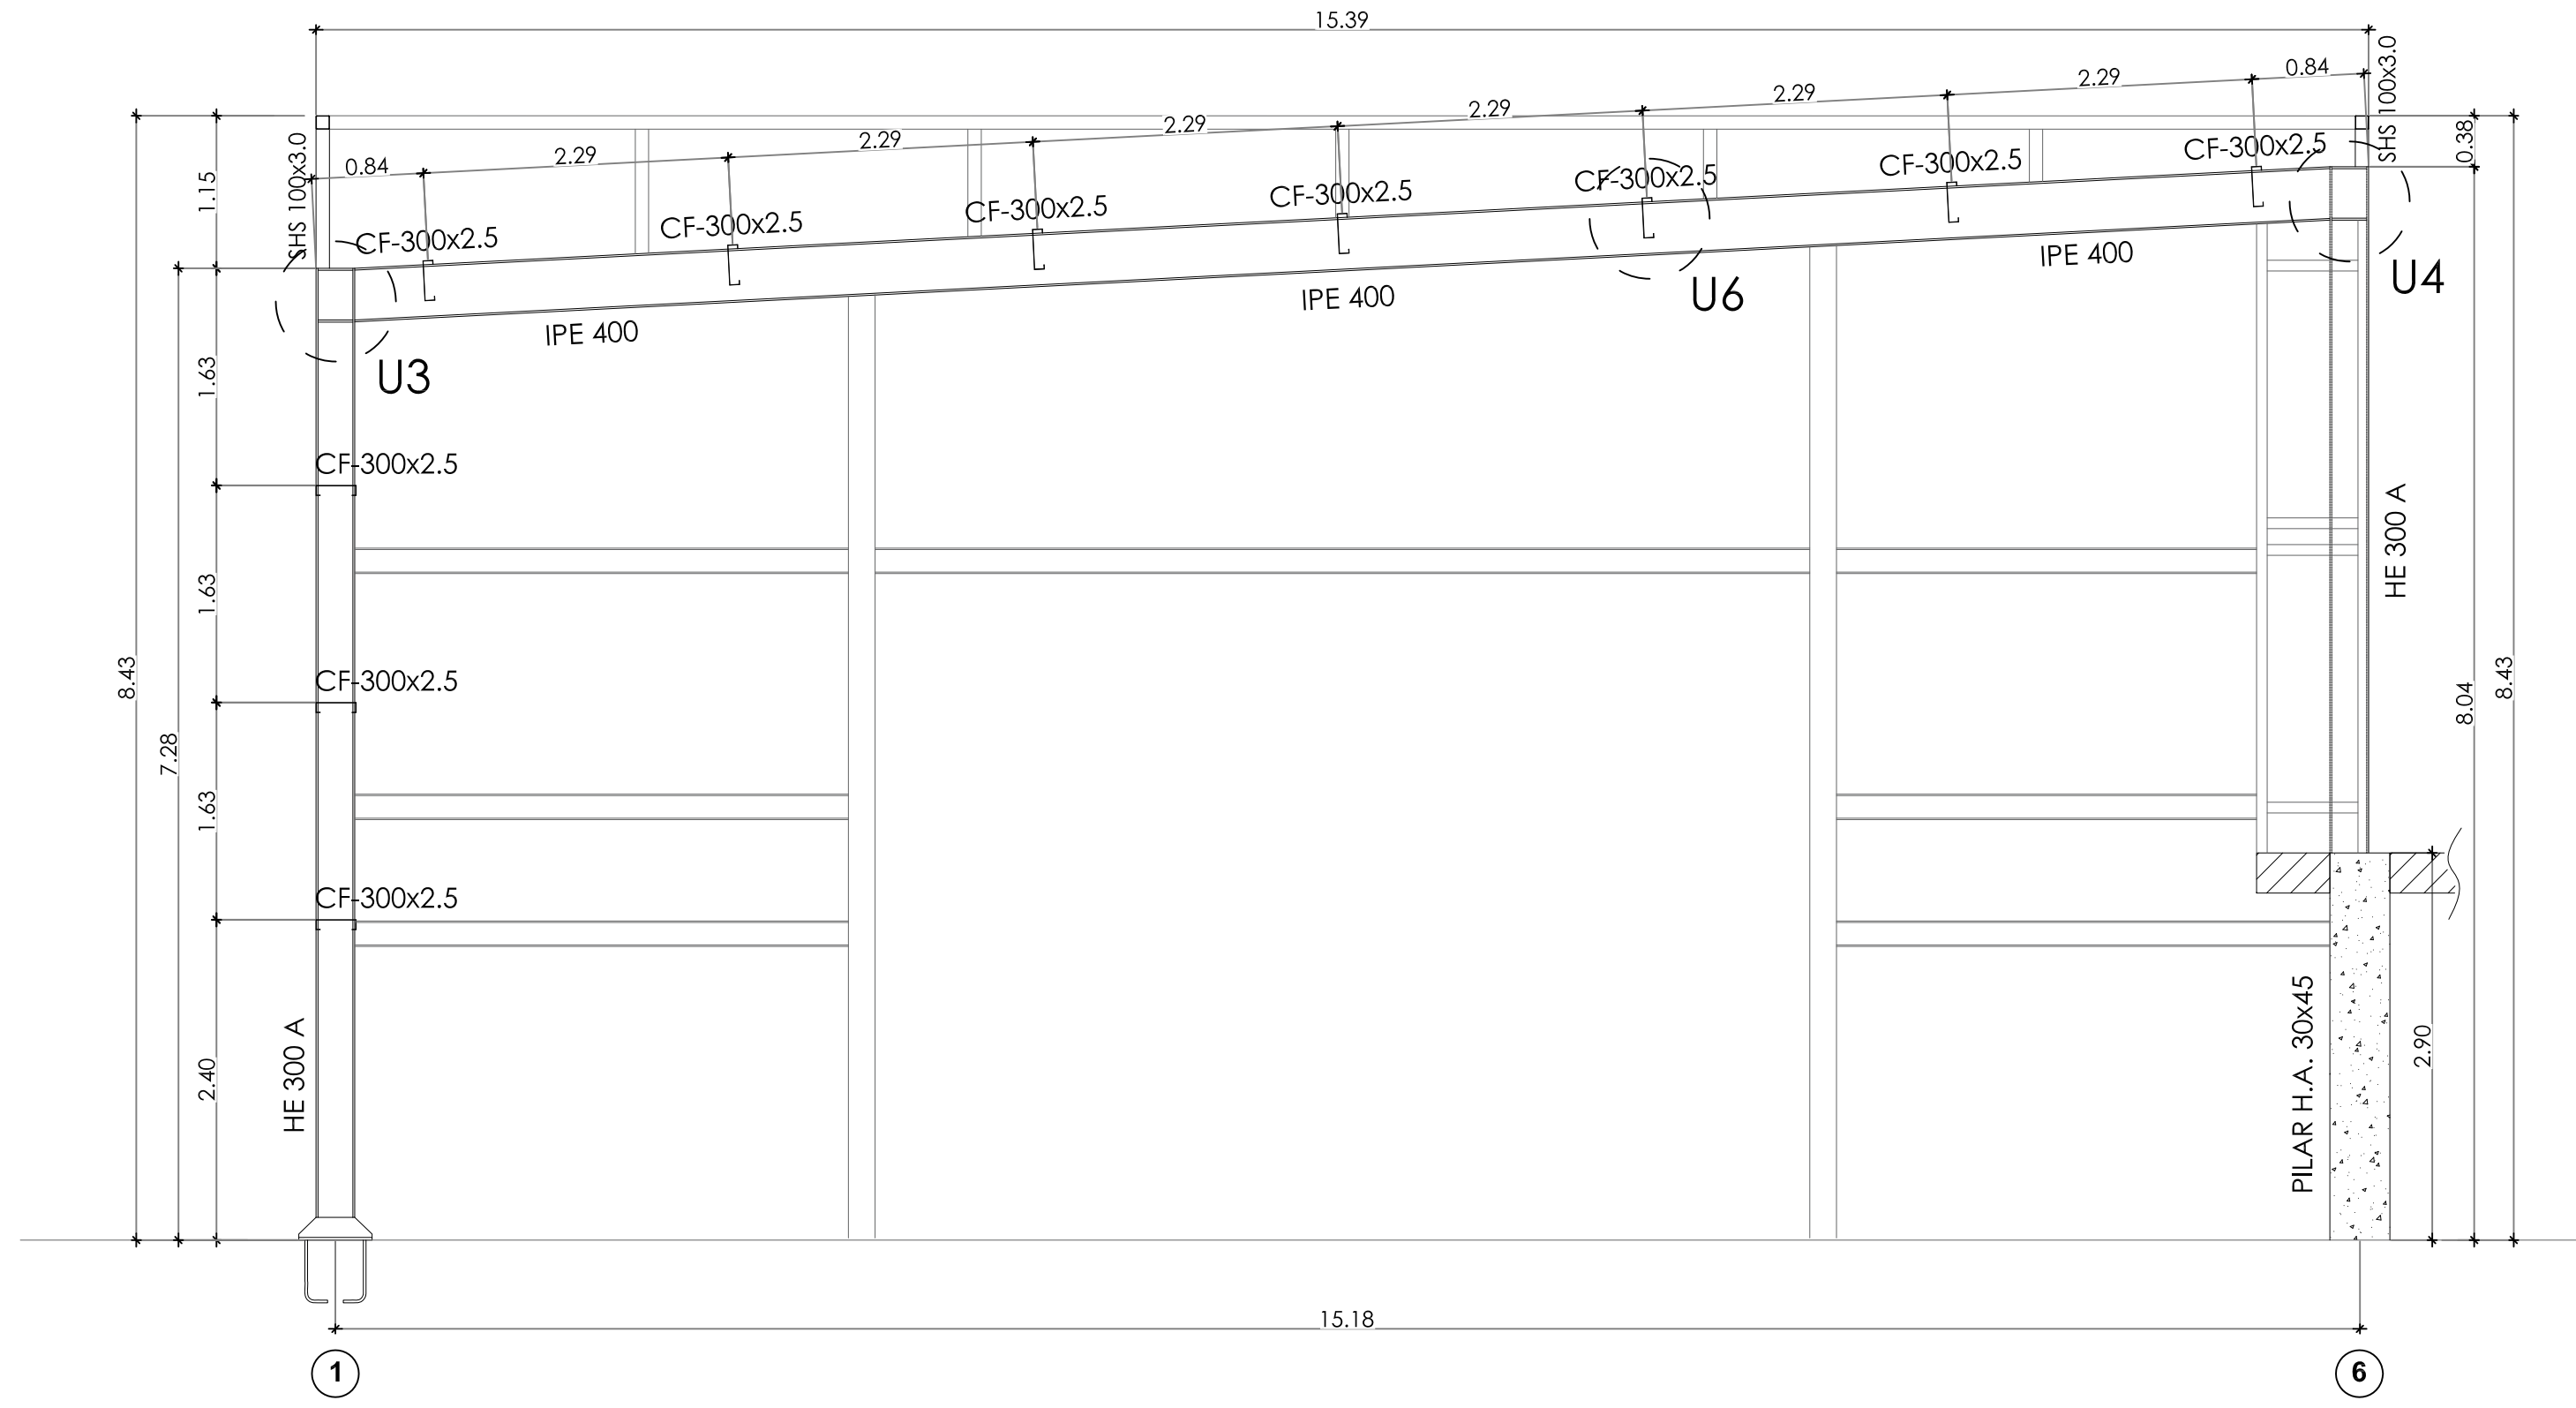 15.39
0.84
2.29
2.29
2.29
2.29
2.29
2.29
0.84
SHS 100x3.0
SHS 100x3.0
CF-300x2.5
CF-300x2.5
CF-300x2.5
CF-300x2.5
CF-300x2.5
CF-300x2.5
CF-300x2.5
0.38
1.15
IPE 400
IPE 400
IPE 400
U3
U6
U4
1.63
CF-300x2.5
1.63
CF-300x2.5
1.63
CF-300x2.5
2.40
8.43
7.28
HE 300 A
HE 300 A
8.04
8.43
2.90
PILAR H.A. 30x45
15.18
1
6